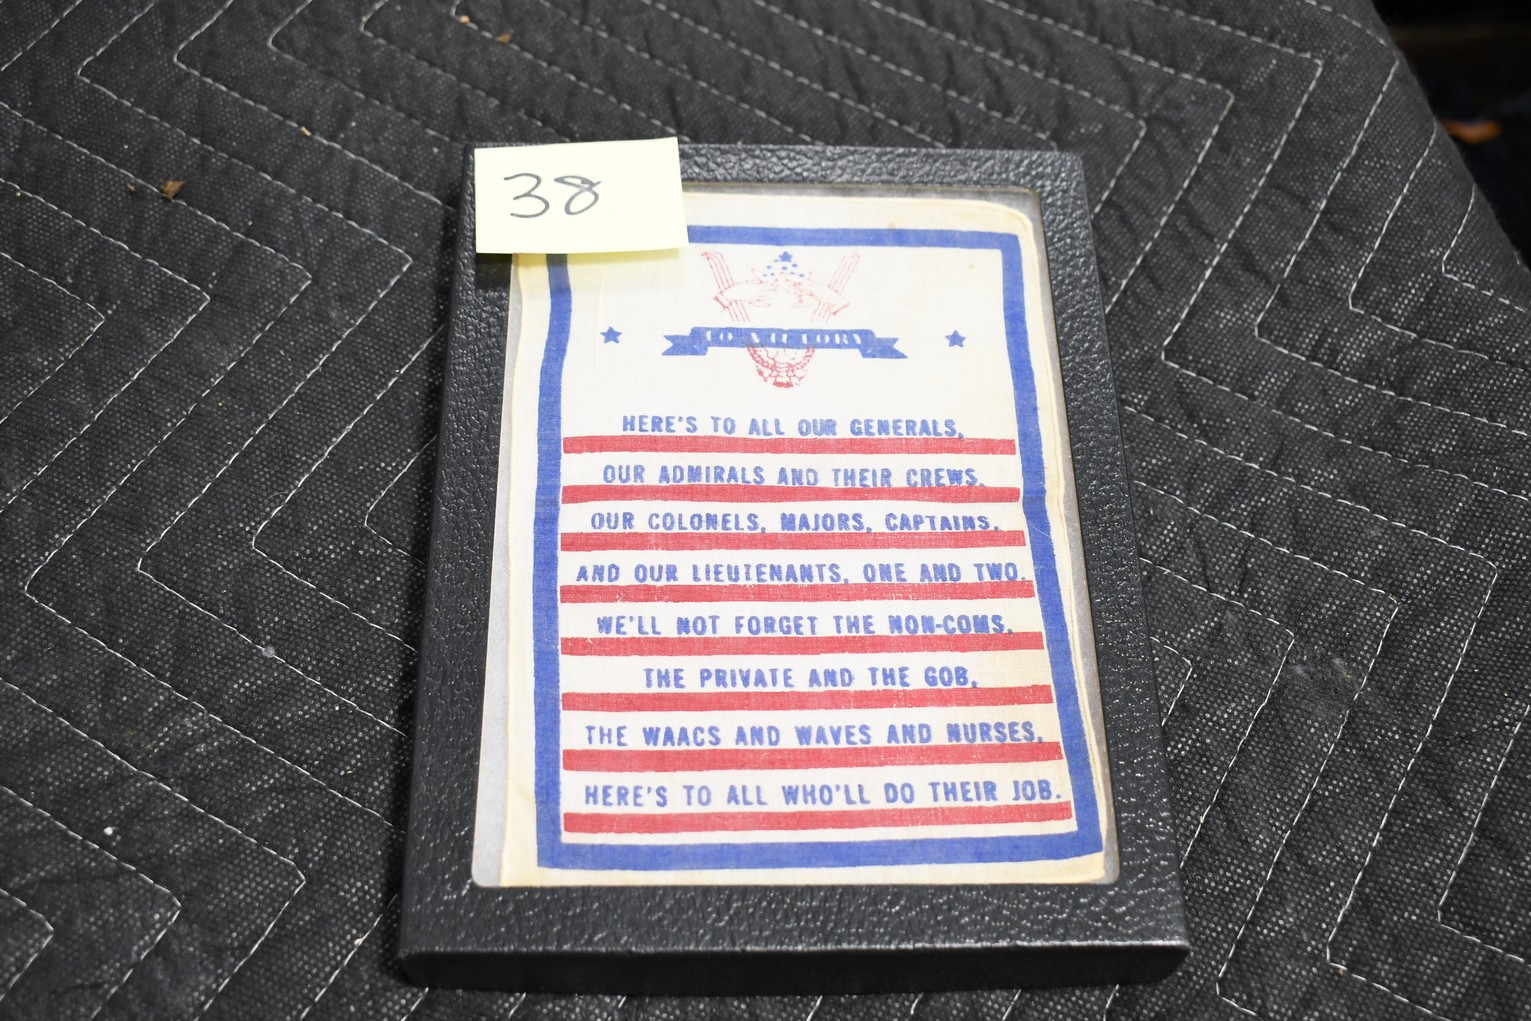 38
TO VICTORY
HERE'S TO ALL OUR GENERALS,
OUR ADMIRALS AND THEIR CREWS,
OUR COLONELS, MAJORS, CAPTAINS,
AND OUR LIEUTENANTS, ONE AND TWO.
WE'LL NOT FORGET THE NON-COMS,
THE PRIVATE AND THE GOB,
THE WAACS AND WAVES AND NURSES,
HERE'S TO ALL WHO'LL DO THEIR JOB.